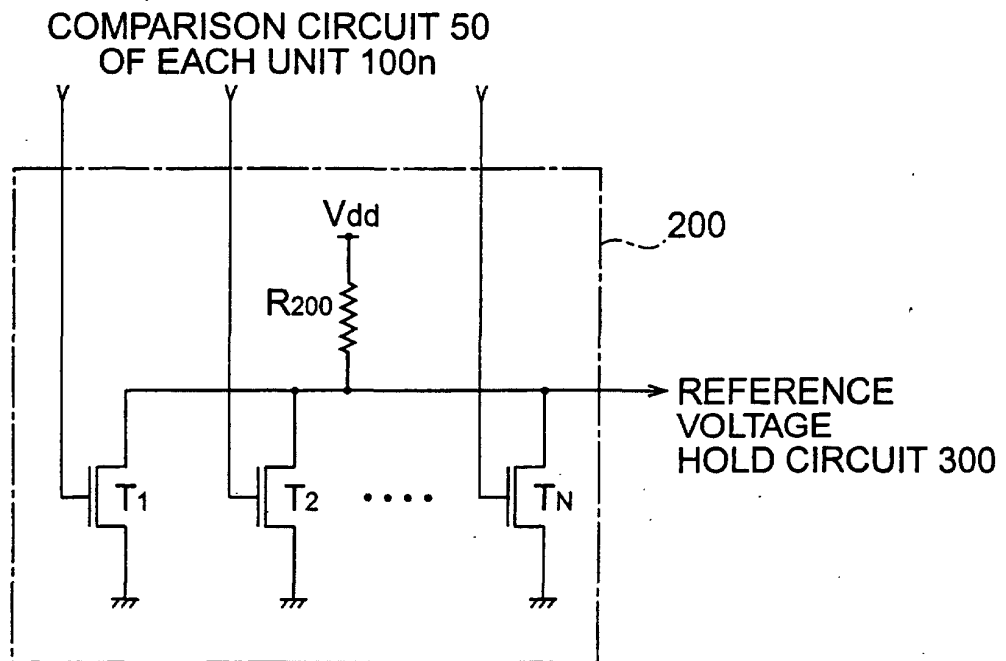 COMPARISON CIRCUIT 50
OF EACH UNIT 100n
Vdd
200
R200
REFERENCE
VOLTAGE
HOLD CIRCUIT 300
T1 T2 •••• TN